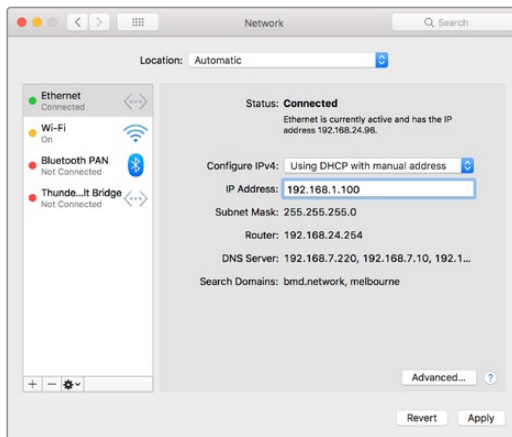 Network
Search
Location: Automatic
Ethernet
Connected
Wi-Fi
On
Bluetooth PAN
Not Connected
Thunde...lt Bridge
Not Connected
Status: Connected
Ethernet is currently active and has the IP
address 192.168.24.96.
Configure IPv4: Using DHCP with manual address
IP Address: 192.168.1.100
Subnet Mask: 255.255.255.0
Router: 192.168.24.254
DNS Server: 192.168.7.220, 192.168.7.10, 192.1...
Search Domains: bmd.network, melbourne
+ −
Advanced... ?
Revert Apply